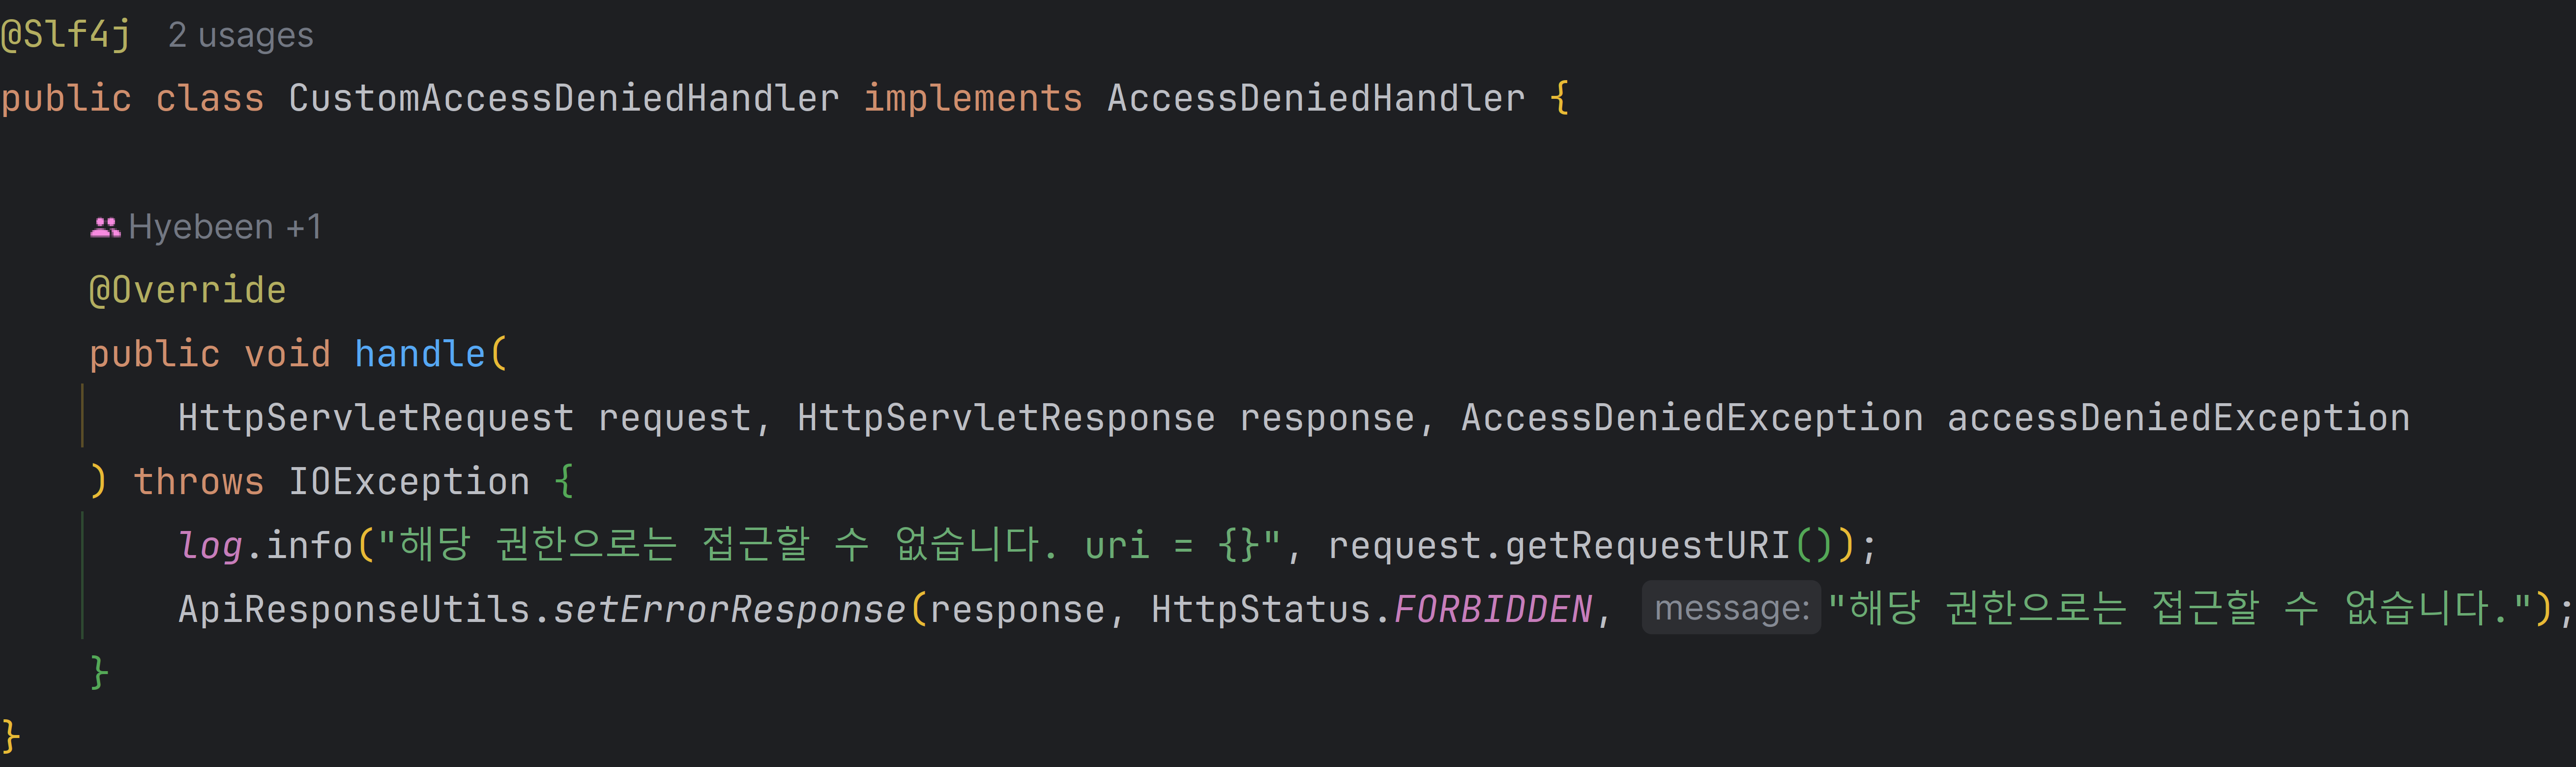 @Slf4j 2 usages
public class CustomAccessDeniedHandler implements AccessDeniedHandler {
Hyebeen +1
@Override
public void handle(
HttpServletRequest request, HttpServletResponse response, AccessDeniedException accessDeniedException
) throws IOException {
log.info("해당 권한으로는 접근할 수 없습니다. uri = {}", request.getRequestURI());
ApiResponseUtils.setErrorResponse(response, HttpStatus.FORBIDDEN, message: "해당 권한으로는 접근할 수 없습니다.");
}
}